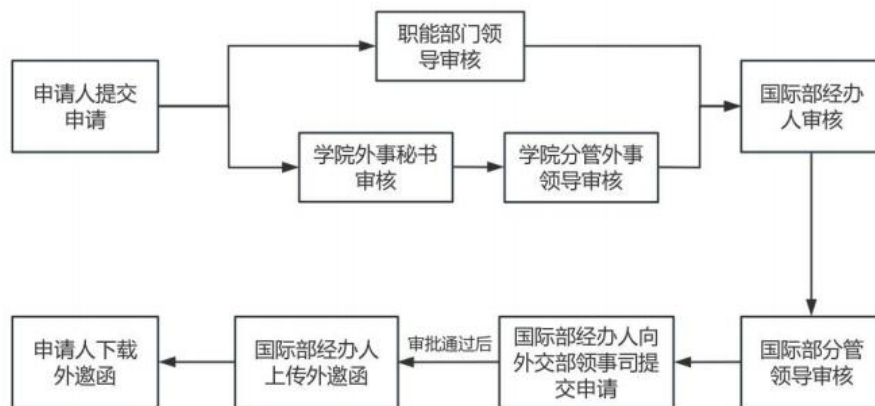 职能部门领
导审核
申请人提交
申请
国际部经办
人审核
学院外事秘书
审核
学院分管外事
领导审核
申请人下载
外邀函
国际部经办人
上传外邀函
审批通过后
国际部经办人向
外交部领事司提
交申请
国际部分管
领导审核